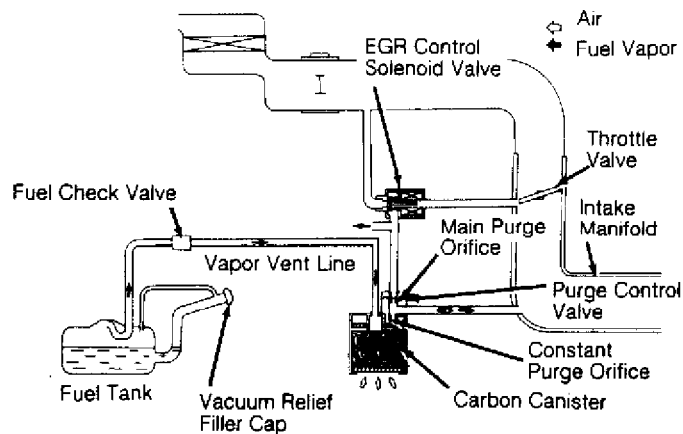 Air
Fuel Vapor
EGR Control
Solenoid Valve
I
Throttle
Valve
Fuel Check Valve
Intake
Manifold
Main Purge
Orifice
Vapor Vent Line
Purge Control
Valve
Constant
Purge Orifice
Fuel Tank
Vacuum Relief
Filler Cap
Carbon Canister